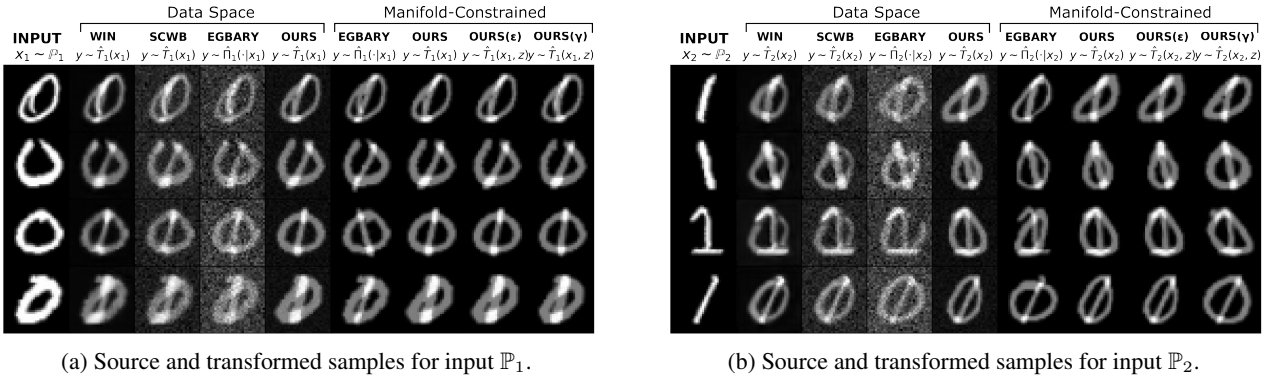 Data Space Manifold-Constrained
INPUT WIN SCWB EGBARY OURS EGBARY OURS OURS(ε) OURS(γ)
x₁ ~ ℙ₁ y ~ T̂₁(x₁) y ~ T̂₁(x₁) y ~ Π̂₁(·|x₁) y ~ T̂₁(x₁) y ~ Π̂₁(·|x₁) y ~ T̂₁(x₁) y ~ T̂₁(x₁, z) y ~ T̂₁(x₁, z)
(a) Source and transformed samples for input ℙ₁.
Data Space Manifold-Constrained
INPUT WIN SCWB EGBARY OURS EGBARY OURS OURS(ε) OURS(γ)
x₂ ~ ℙ₂ y ~ T̂₂(x₂) y ~ T̂₂(x₂) y ~ Π̂₂(·|x₂) y ~ T̂₂(x₂) y ~ Π̂₂(·|x₂) y ~ T̂₂(x₂) y ~ T̂₂(x₂, z) y ~ T̂₂(x₂, z)
(b) Source and transformed samples for input ℙ₂.